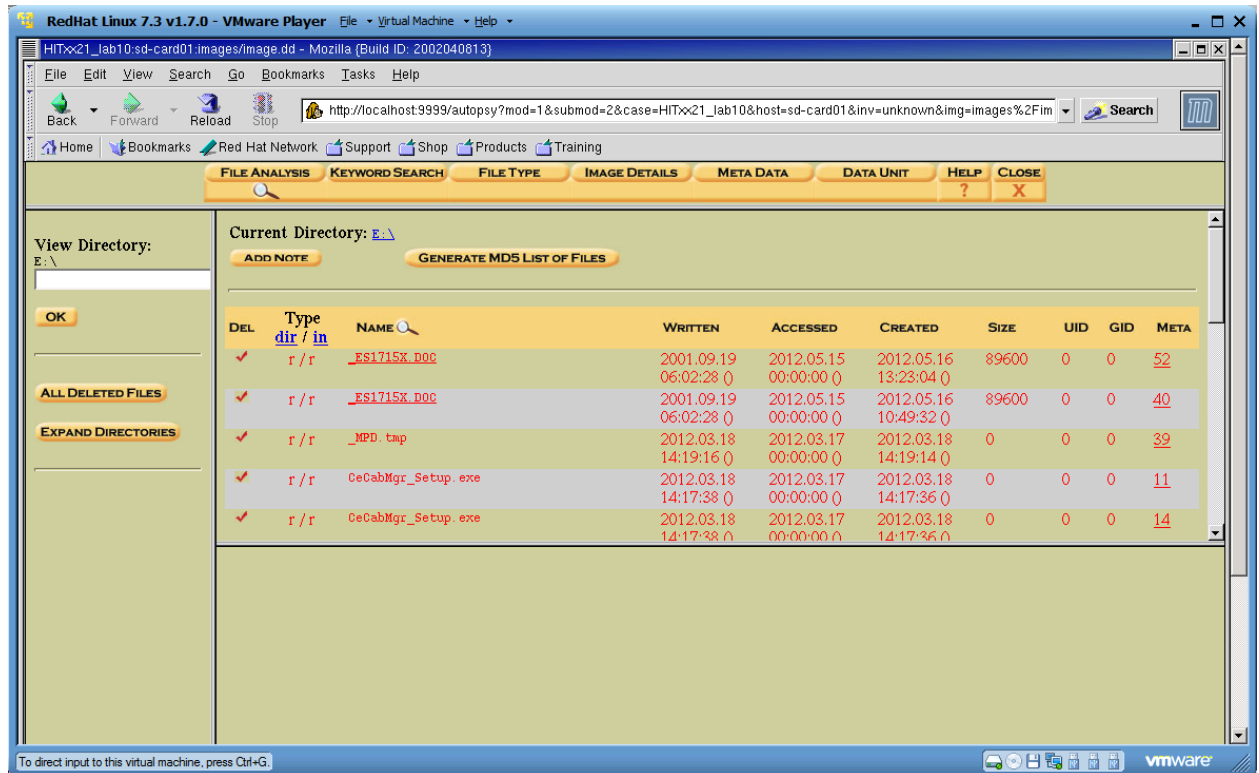 RedHat Linux 7.3 v1.7.0 - VMware Player File Virtual Machine Help
HITxx21_lab10:sd-card01:images/image.dd - Mozilla {Build ID: 2002040813}
File Edit View Search Go Bookmarks Tasks Help
Back Forward Reload Stop http://localhost:9999/autopsy?mod=1&submod=2&case=HITxx21_lab10&host=sd-card01&inv=unknown&img=images%2Fim Search
Home Bookmarks Red Hat Network Support Shop Products Training
FILE ANALYSIS KEYWORD SEARCH FILE TYPE IMAGE DETAILS META DATA DATA UNIT HELP CLOSE
? X
View Directory:
E:\
OK
ALL DELETED FILES
EXPAND DIRECTORIES
Current Directory: E:\
ADD NOTE GENERATE MD5 LIST OF FILES
DEL Type dir / in NAME WRITTEN ACCESSED CREATED SIZE UID GID META
r / r _ES1715X.DOC 2001.09.19 06:02:28 () 2012.05.15 00:00:00 () 2012.05.16 13:23:04 () 89600 0 0 52
r / r _ES1715X.DOC 2001.09.19 06:02:28 () 2012.05.15 00:00:00 () 2012.05.16 10:49:32 () 89600 0 0 40
r / r _MPD.tmp 2012.03.18 14:19:16 () 2012.03.17 00:00:00 () 2012.03.18 14:19:14 () 0 0 0 39
r / r CeCabMgr_Setup.exe 2012.03.18 14:17:38 () 2012.03.17 00:00:00 () 2012.03.18 14:17:36 () 0 0 0 11
r / r CeCabMgr_Setup.exe 2012.03.18 14:17:38 () 2012.03.17 00:00:00 () 2012.03.18 14:17:36 () 0 0 0 14
To direct input to this virtual machine, press Ctrl+G.
vmware